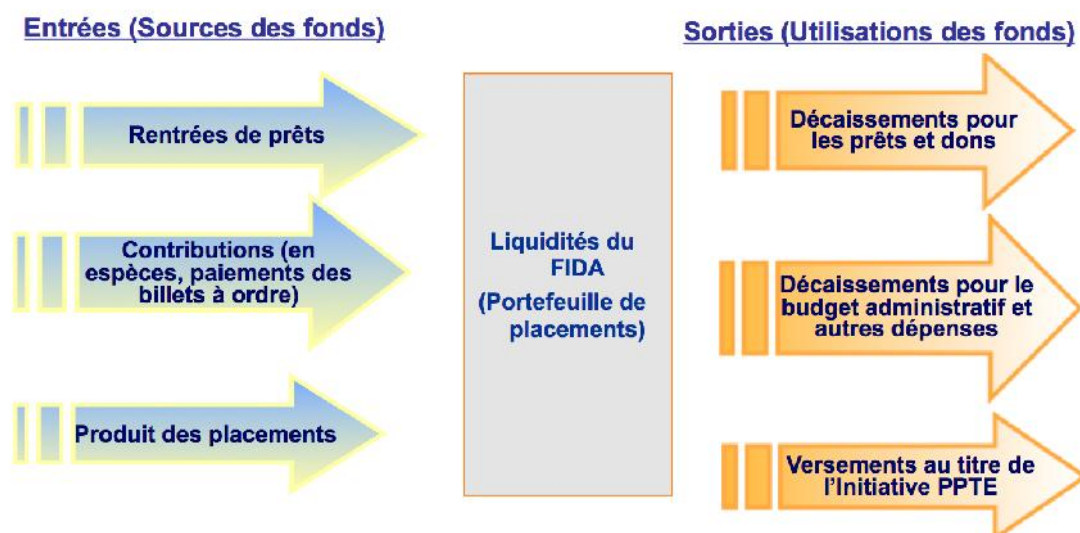 Entrées (Sources des fonds)
Rentrées de prêts
Contributions (en
espèces, paiements des
billets à ordre)
Produit des placements
Liquidités du
FIDA
(Portefeuille de
placements)
Sorties (Utilisations des fonds)
Décaissements pour
les prêts et dons
Décaissements pour le
budget administratif et
autres dépenses
Versements au titre de
l'Initiative PPTE